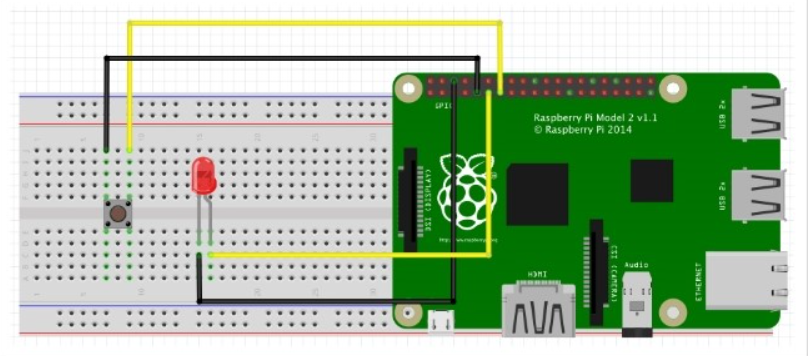 GPIO
Raspberry Pi Model 2 v1.1
© Raspberry Pi 2014
USB 2x
DSI (DISPLAY)
USB 2x
CSI (CAMERA)
Audio
HDMI
ETHERNET